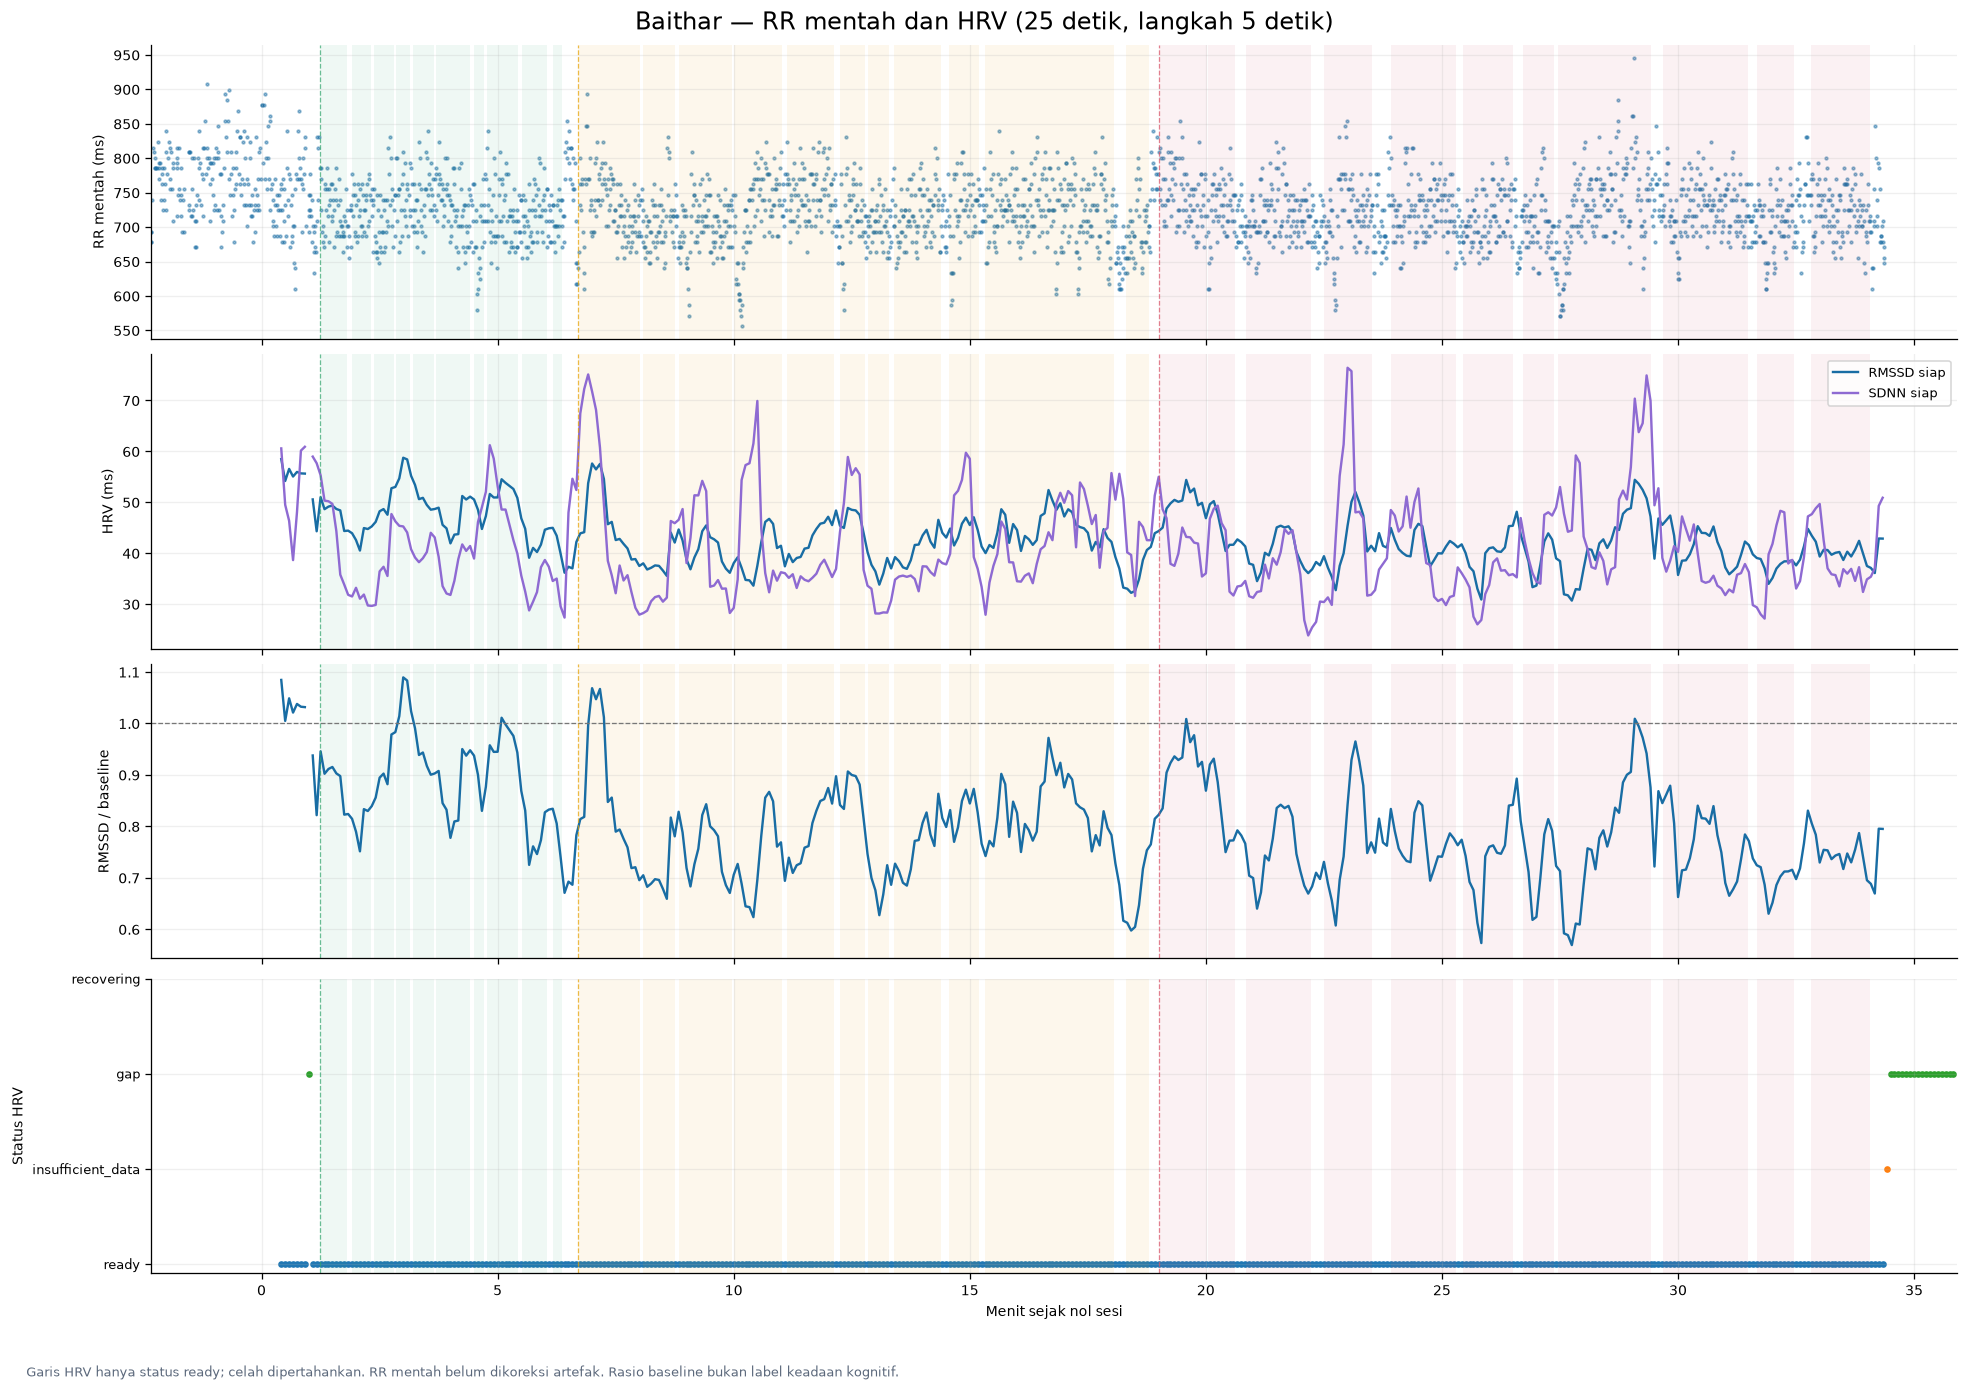 Baithar — RR mentah dan HRV (25 detik, langkah 5 detik)
RR mentah (ms)
950
900
850
800
750
700
650
600
550
HRV (ms)
70
60
50
40
30
RMSSD siap
SDNN siap
RMSSD / baseline
1.1
1.0
0.9
0.8
0.7
0.6
Status HRV
recovering
gap
insufficient_data
ready
0 5 10 15 20 25 30 35
Menit sejak nol sesi
Garis HRV hanya status ready; celah dipertahankan. RR mentah belum dikoreksi artefak. Rasio baseline bukan label keadaan kognitif.